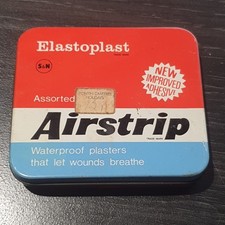 Elastoplast
S&N
NEW
IMPROVED
ADHESIVE!
Assorted
Airstrip
Waterproof plasters
that let wounds breathe